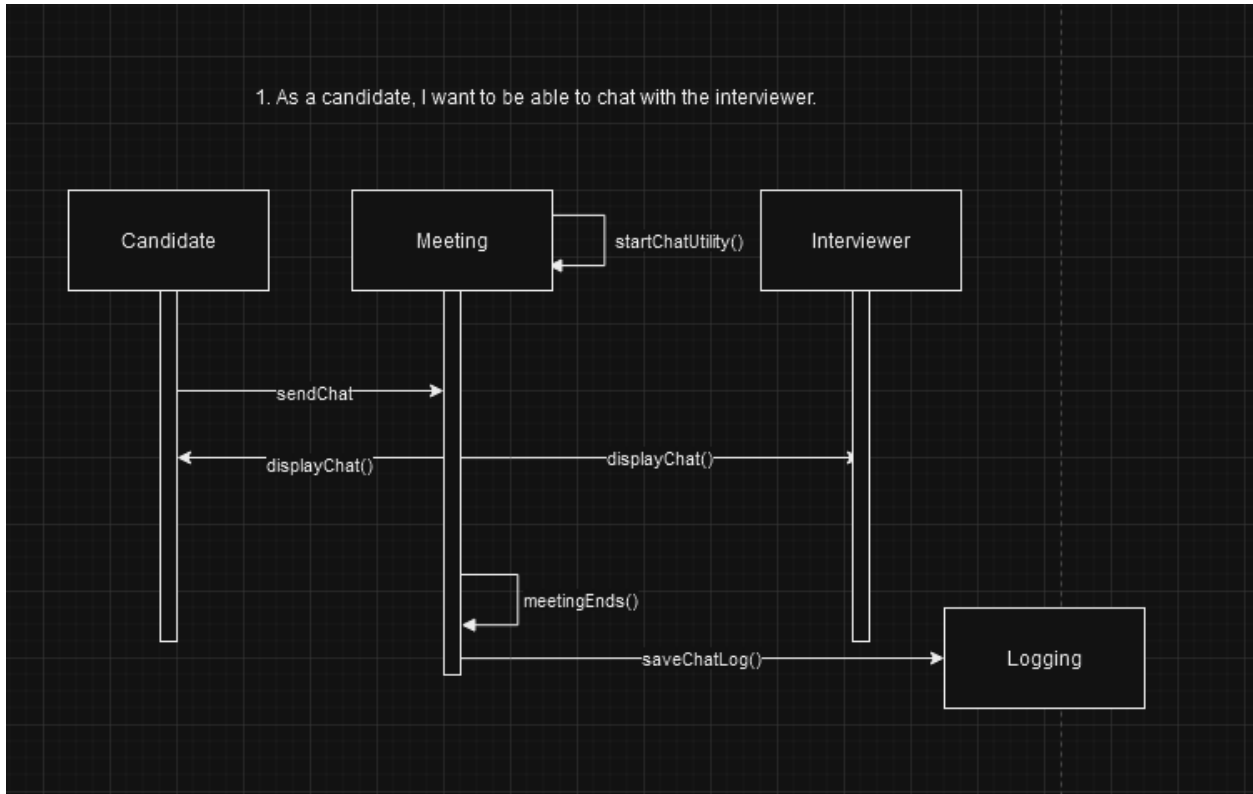 1. As a candidate, I want to be able to chat with the interviewer.
Candidate
Meeting
startChatUtility()
Interviewer
sendChat
displayChat()
displayChat()
meetingEnds()
saveChatLog()
Logging